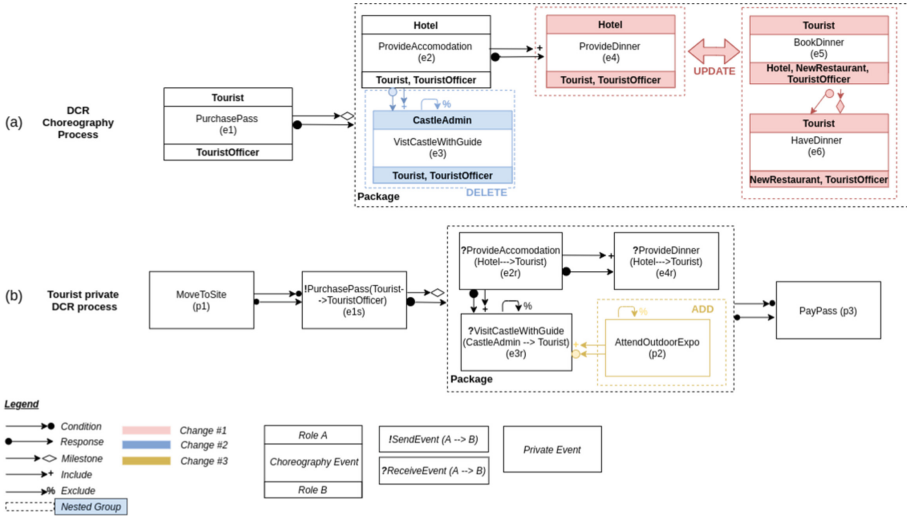 (a)
DCR
Choreography
Process
Tourist
PurchasePass
(e1)
TouristOfficer
Hotel
ProvideAccomodation
(e2)
Tourist, TouristOfficer
+
Hotel
ProvideDinner
(e4)
Tourist, TouristOfficer
UPDATE
Tourist
BookDinner
(e5)
Hotel, NewRestaurant,
TouristOfficer
Tourist
HaveDinner
(e6)
NewRestaurant, TouristOfficer
+
%
CastleAdmin
VistCastleWithGuide
(e3)
Tourist, TouristOfficer
DELETE
Package
(b)
Tourist private
DCR process
MoveToSite
(p1)
!PurchasePass(Tourist-
->TouristOfficer)
(e1s)
?ProvideAccomodation
(Hotel--->Tourist)
(e2r)
+
?ProvideDinner
(Hotel--->Tourist)
(e4r)
+
%
?VisitCastleWithGuide
(CastleAdmin --> Tourist)
(e3r)
+
%
ADD
AttendOutdoorExpo
(p2)
Package
PayPass (p3)
Legend
Condition
Response
Milestone
+ Include
% Exclude
Nested Group
Change #1
Change #2
Change #3
Role A
Choreography Event
Role B
!SendEvent (A --> B)
?ReceiveEvent (A --> B)
Private Event